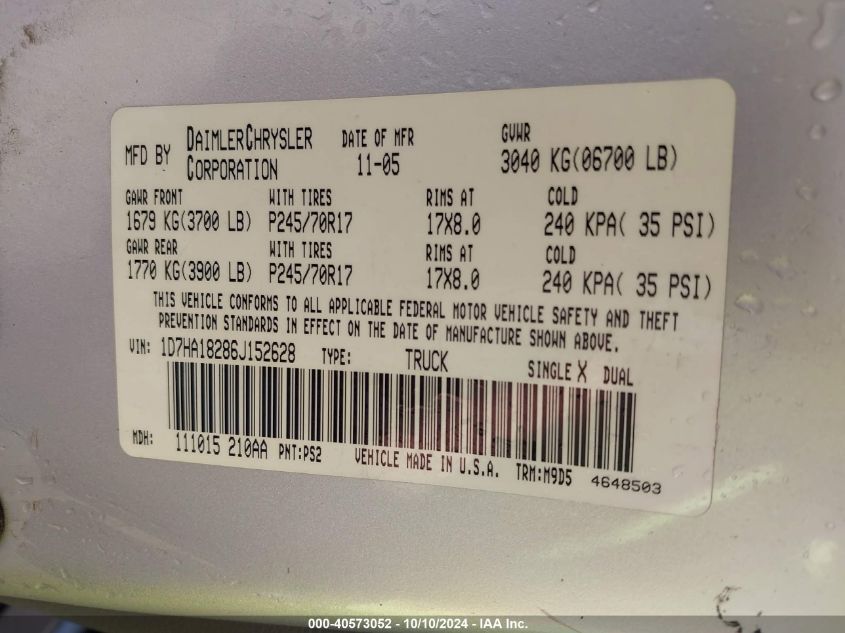 MFD BY DAIMLERCHRYSLER CORPORATION DATE OF MFR 11-05 GVWR 3040 KG(06700 LB)
GAWR FRONT WITH TIRES RIMS AT COLD
1679 KG(3700 LB) P245/70R17 17X8.0 240 KPA( 35 PSI)
GAWR REAR WITH TIRES RIMS AT COLD
1770 KG(3900 LB) P245/70R17 17X8.0 240 KPA( 35 PSI)
THIS VEHICLE CONFORMS TO ALL APPLICABLE FEDERAL MOTOR VEHICLE SAFETY AND THEFT
PREVENTION STANDARDS IN EFFECT ON THE DATE OF MANUFACTURE SHOWN ABOVE.
VIN: 1D7HA18286J152628 TYPE: TRUCK SINGLE X DUAL
MDH: 111015 210AA PNT:PS2 VEHICLE MADE IN U.S.A. TRM:M9D5 4648503
000-40573052 - 10/10/2024 - IAA Inc.